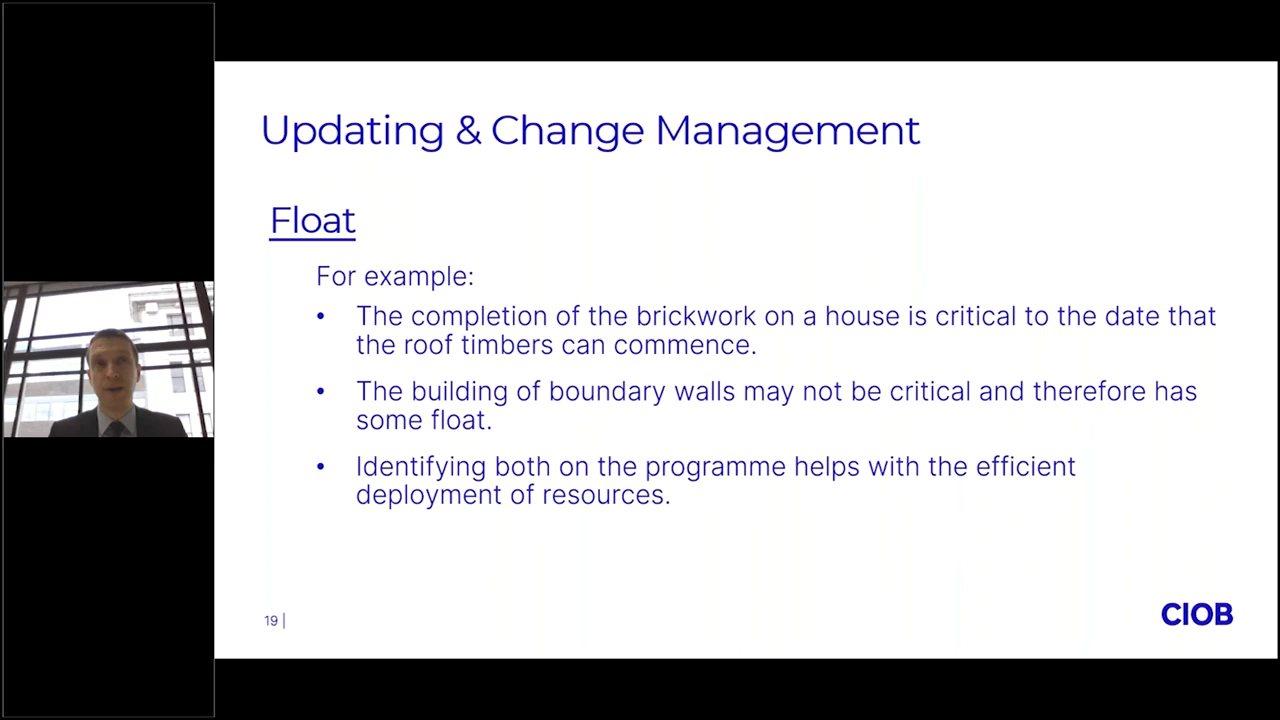 Updating & Change Management
Float
For example:
• The completion of the brickwork on a house is critical to the date that
the roof timbers can commence.
• The building of boundary walls may not be critical and therefore has
some float.
• Identifying both on the programme helps with the efficient
deployment of resources.
19 |
CIOB